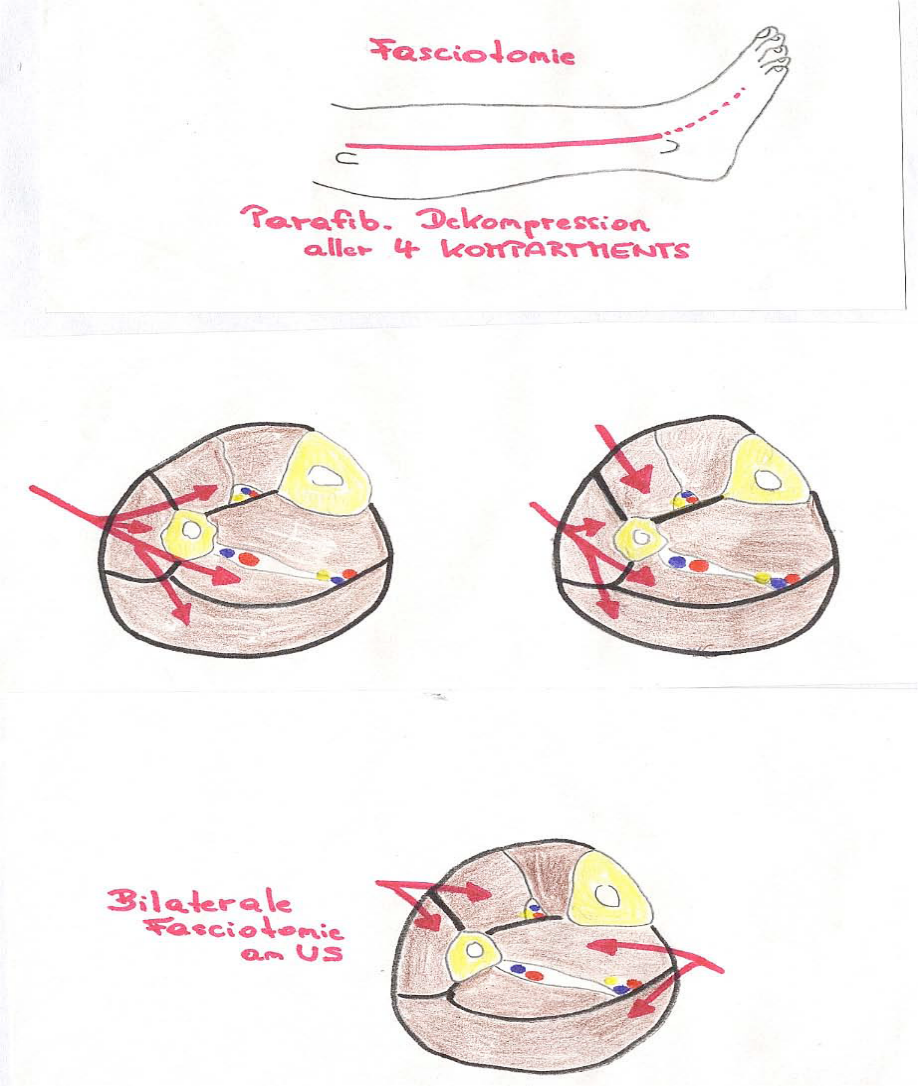 Fasciotomie
Parafib. Dekompression
aller 4 KOMPARTMENTS
Bilaterale
Fasciotomie
am US